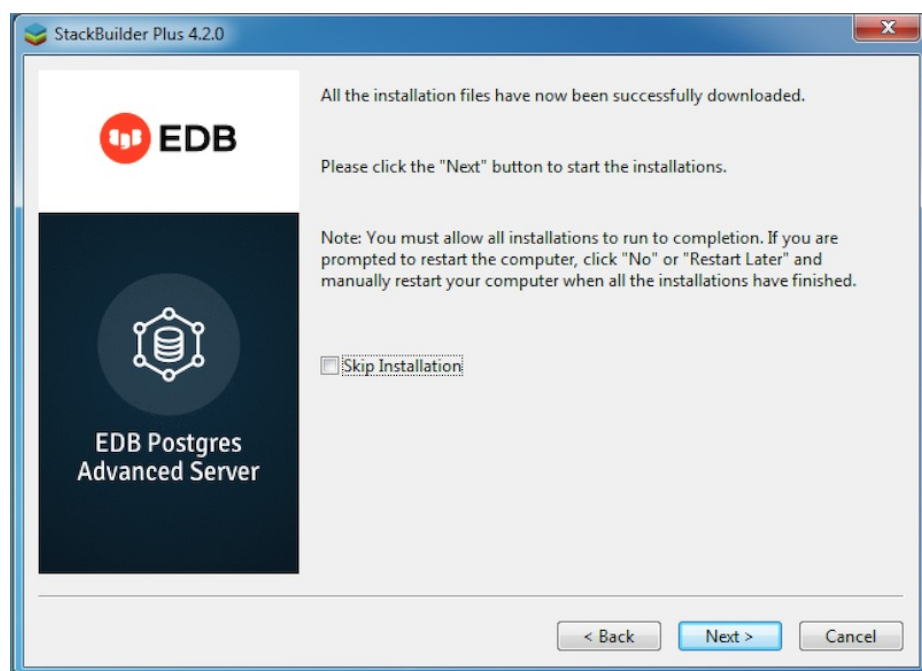 StackBuilder Plus 4.2.0
EDB
EDB Postgres
Advanced Server
All the installation files have now been successfully downloaded.
Please click the "Next" button to start the installations.
Note: You must allow all installations to run to completion. If you are
prompted to restart the computer, click "No" or "Restart Later" and
manually restart your computer when all the installations have finished.
Skip Installation
< Back
Next >
Cancel